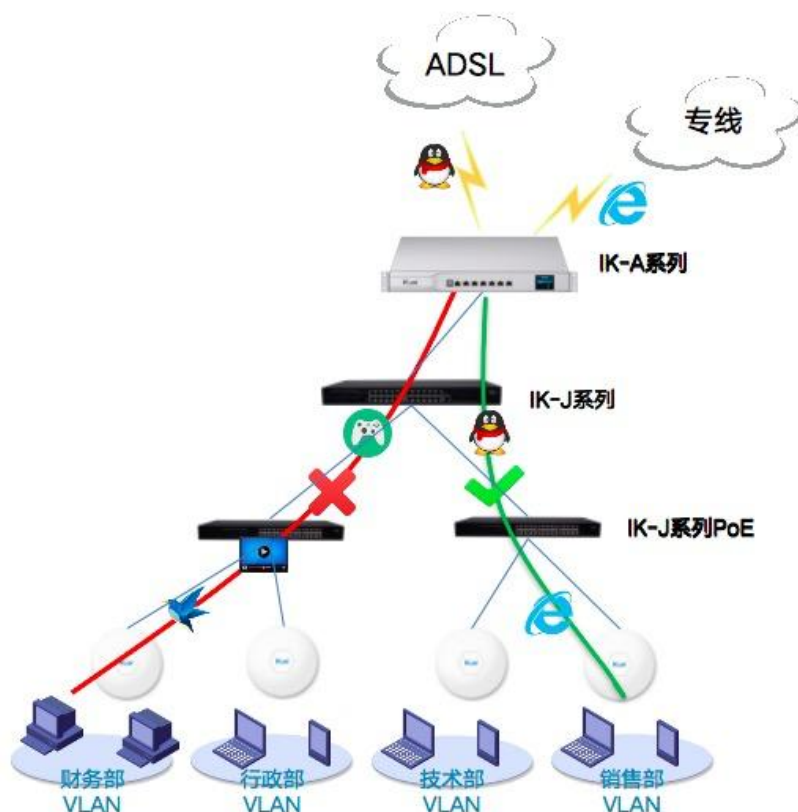 ADSL
专线
IK-A系列
IK-J系列
IK-J系列PoE
财务部
VLAN
行政部
VLAN
技术部
VLAN
销售部
VLAN